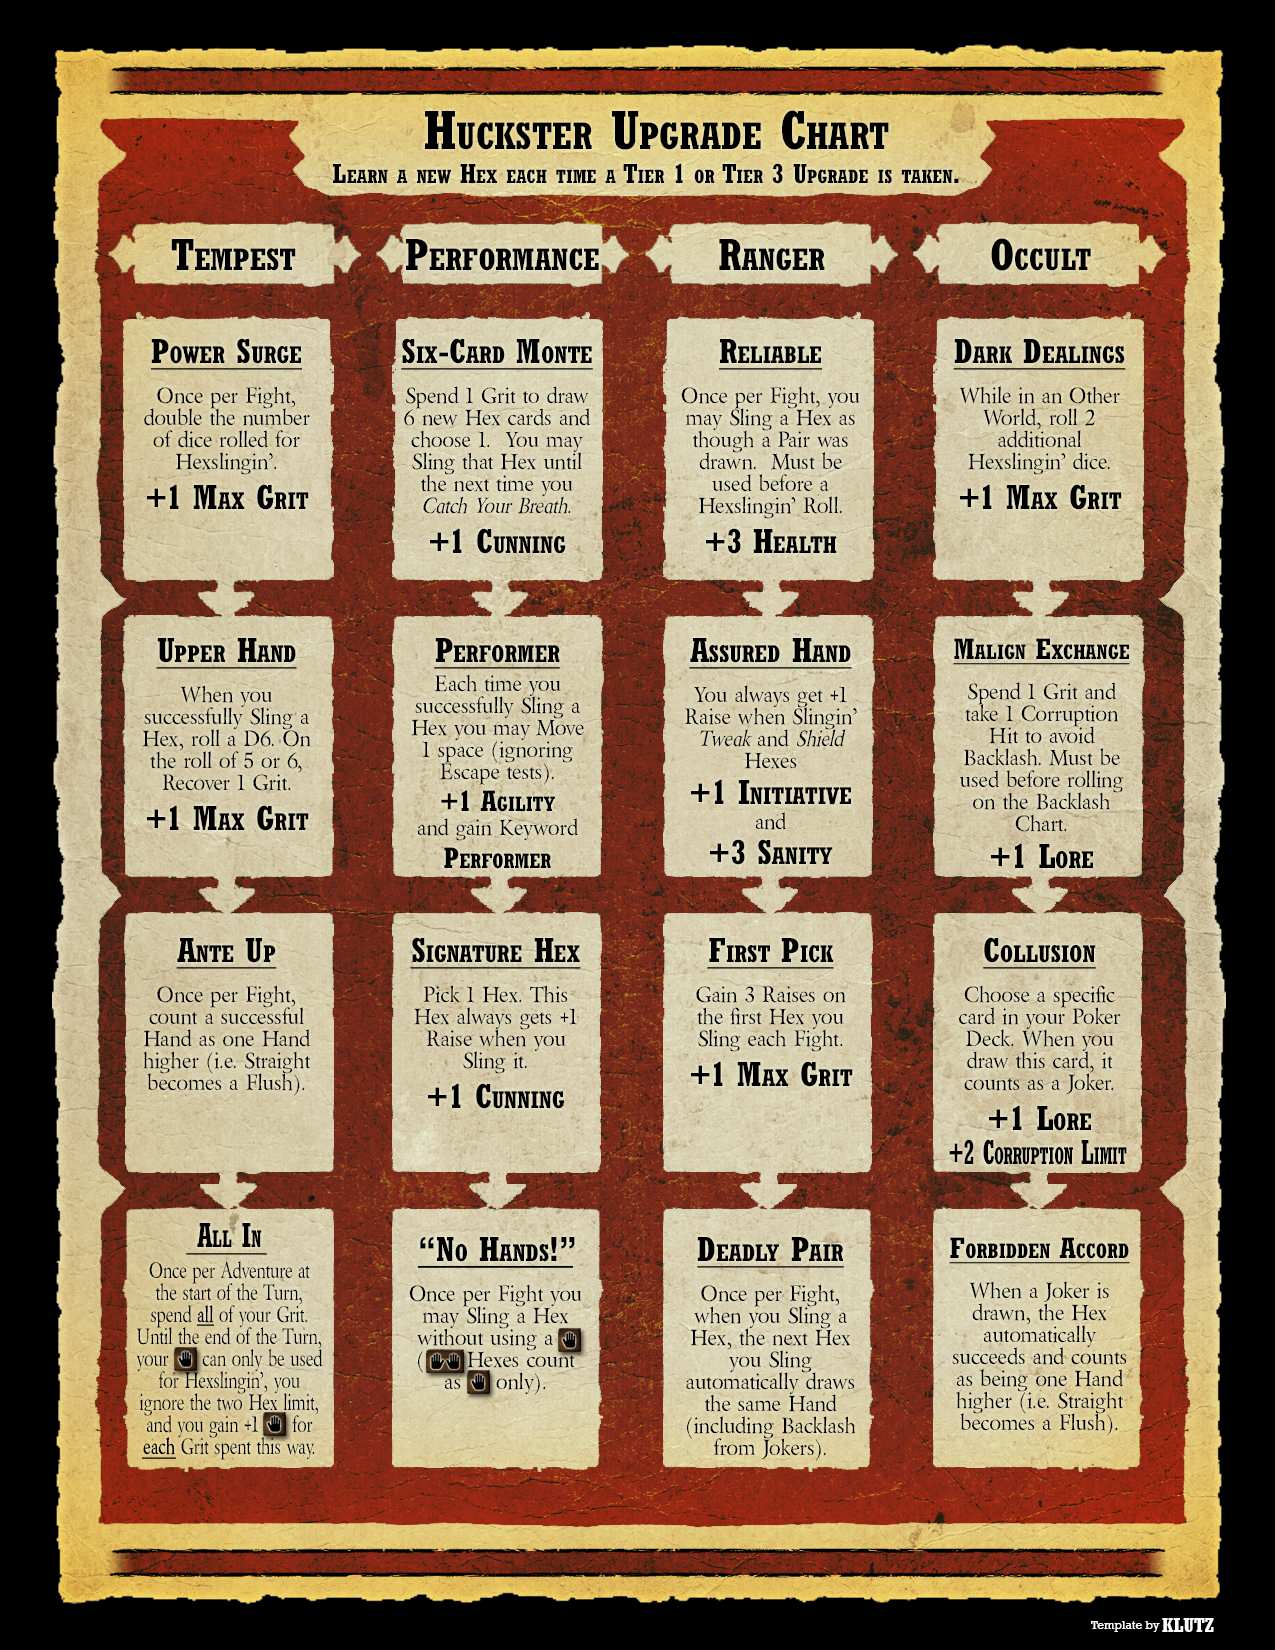 Huckster Upgrade Chart
Learn a new Hex each time a Tier 1 or Tier 3 Upgrade is taken.
Tempest
Power Surge
Once per Fight,
double the number
of dice rolled for
Hexslingin'.
+1 Max Grit
Upper Hand
When you
successfully Sling a
Hex, roll a D6. On
the roll of 5 or 6,
Recover 1 Grit.
+1 Max Grit
Ante Up
Once per Fight,
count a successful
Hand as one Hand
higher (i.e. Straight
becomes a Flush).
All In
Once per Adventure at
the start of the Turn,
spend all of your Grit.
Until the end of the Turn,
your can only be used
for Hexslingin', you
ignore the two Hex limit,
and you gain +1 for
each Grit spent this way.
Performance
Six-Card Monte
Spend 1 Grit to draw
6 new Hex cards and
choose 1. You may
Sling that Hex until
the next time you
Catch Your Breath.
+1 Cunning
Performer
Each time you
successfully Sling a
Hex you may Move
1 space (ignoring
Escape tests).
+1 Agility
and gain Keyword
Performer
Signature Hex
Pick 1 Hex. This
Hex always gets +1
Raise when you
Sling it.
+1 Cunning
“No Hands!”
Once per Fight you
may Sling a Hex
without using a
( Hexes count
as only).
Ranger
Reliable
Once per Fight, you
may Sling a Hex as
though a Pair was
drawn. Must be
used before a
Hexslingin' Roll.
+3 Health
Assured Hand
You always get +1
Raise when Slingin'
Tweak and Shield
Hexes
+1 Initiative
and
+3 Sanity
First Pick
Gain 3 Raises on
the first Hex you
Sling each Fight.
+1 Max Grit
Deadly Pair
Once per Fight,
when you Sling a
Hex, the next Hex
you Sling
automatically draws
the same Hand
(including Backlash
from Jokers).
Occult
Dark Dealings
While in an Other
World, roll 2
additional
Hexslingin' dice.
+1 Max Grit
Malign Exchange
Spend 1 Grit and
take 1 Corruption
Hit to avoid
Backlash. Must be
used before rolling
on the Backlash
Chart.
+1 Lore
Collusion
Choose a specific
card in your Poker
Deck. When you
draw this card, it
counts as a Joker.
+1 Lore
+2 Corruption Limit
Forbidden Accord
When a Joker is
drawn, the Hex
automatically
succeeds and counts
as being one Hand
higher (i.e. Straight
becomes a Flush).
Template by KLUTZ